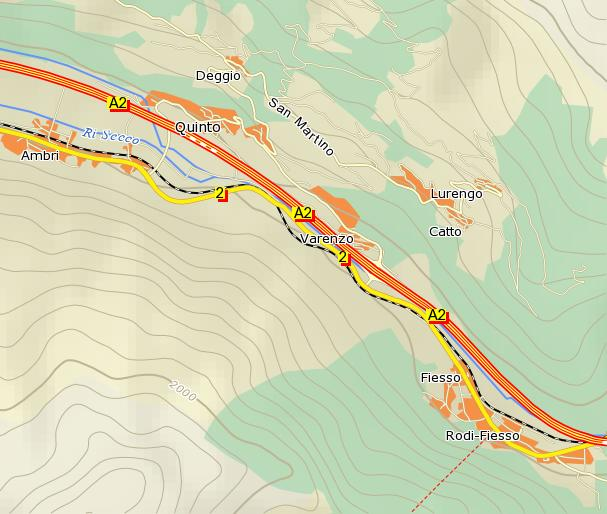 Deggio
A2
San Martino
Quinto
Ri Secco
Ambri
Lurengo
2
A2
Catto
Varenzo
2
A2
Fiesso
2000
Rodi-Fiesso